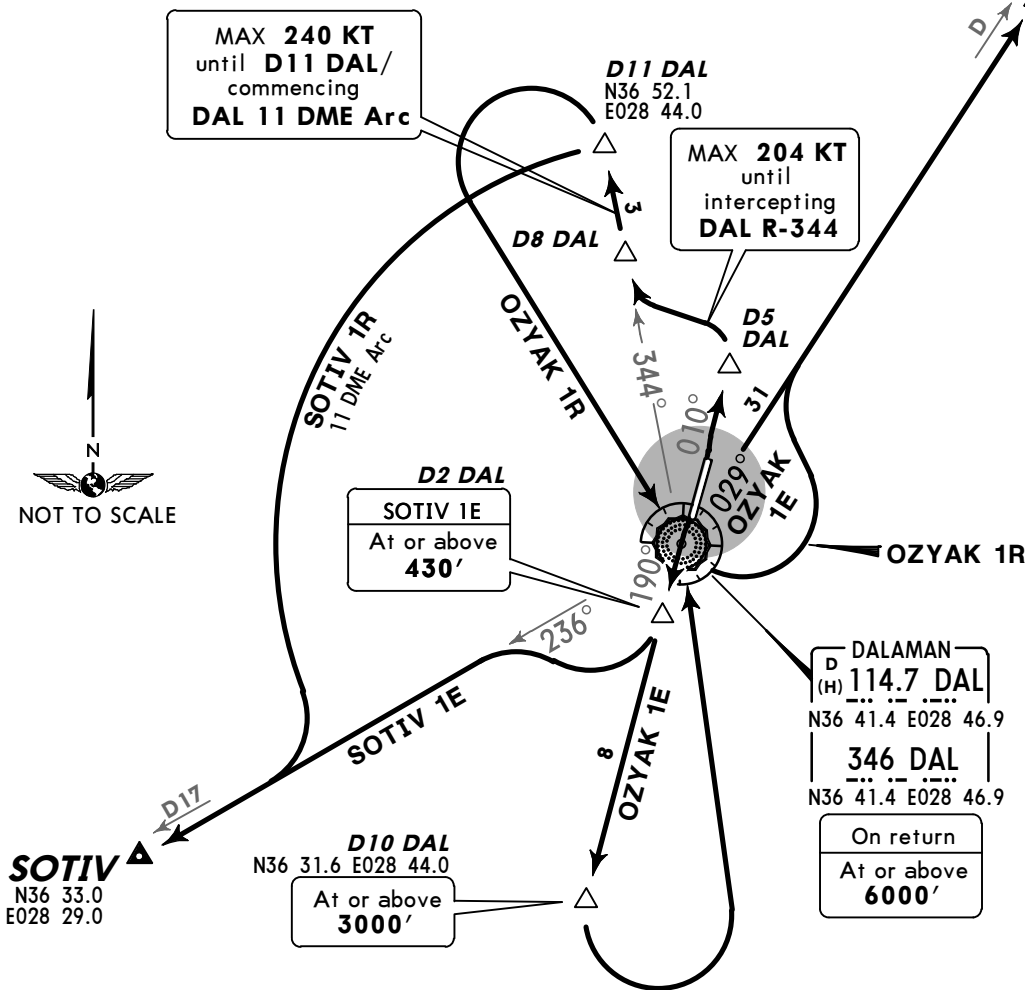 MAX 240 KT
until D11 DAL/
commencing
DAL 11 DME Arc
D11 DAL
N36 52.1
E028 44.0
D
MAX 204 KT
until
intercepting
DAL R-344
3
D8 DAL
D5
DAL
OZYAK 1R
SOTIV 1R
11 DME Arc
344°
010°
31
029°
OZYAK
1E
N
NOT TO SCALE
D2 DAL
SOTIV 1E
At or above
430'
190°
OZYAK 1R
236°
SOTIV 1E
8
OZYAK 1E
DALAMAN
D
(H) 114.7 DAL
N36 41.4 E028 46.9
346 DAL
N36 41.4 E028 46.9
On return
At or above
6000'
D17
SOTIV
N36 33.0
E028 29.0
D10 DAL
N36 31.6 E028 44.0
At or above
3000'